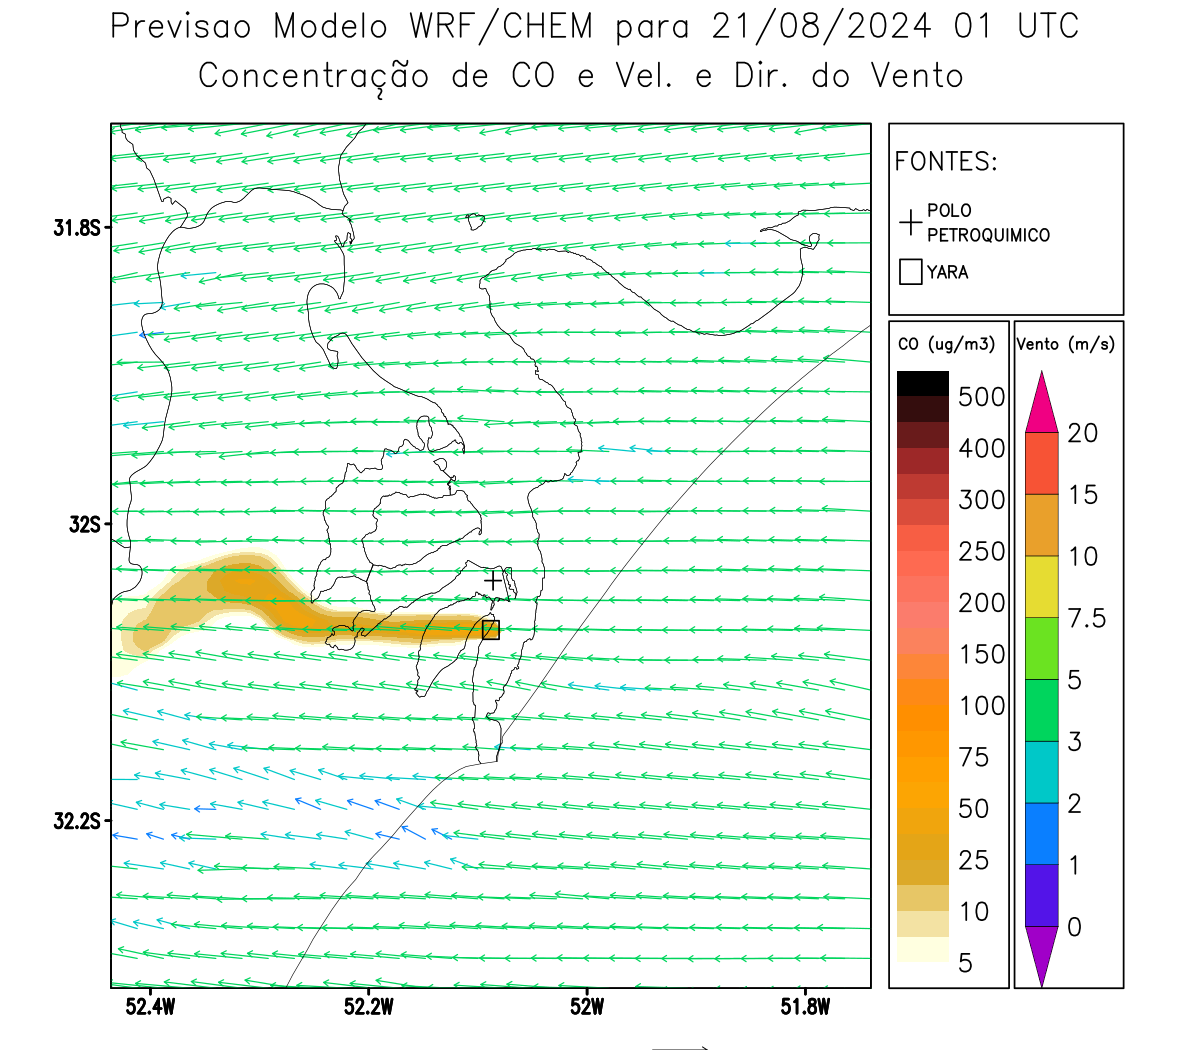 Previsao Modelo WRF/CHEM para 21/08/2024 01 UTC
Concentração de CO e Vel. e Dir. do Vento
FONTES:
POLO
PETROQUIMICO
YARA
CO (ug/m3)
500
400
300
250
200
150
100
75
50
25
10
5
Vento (m/s)
20
15
10
7.5
5
3
2
1
0
31.8S
32S
32.2S
52.4W
52.2W
52W
51.8W